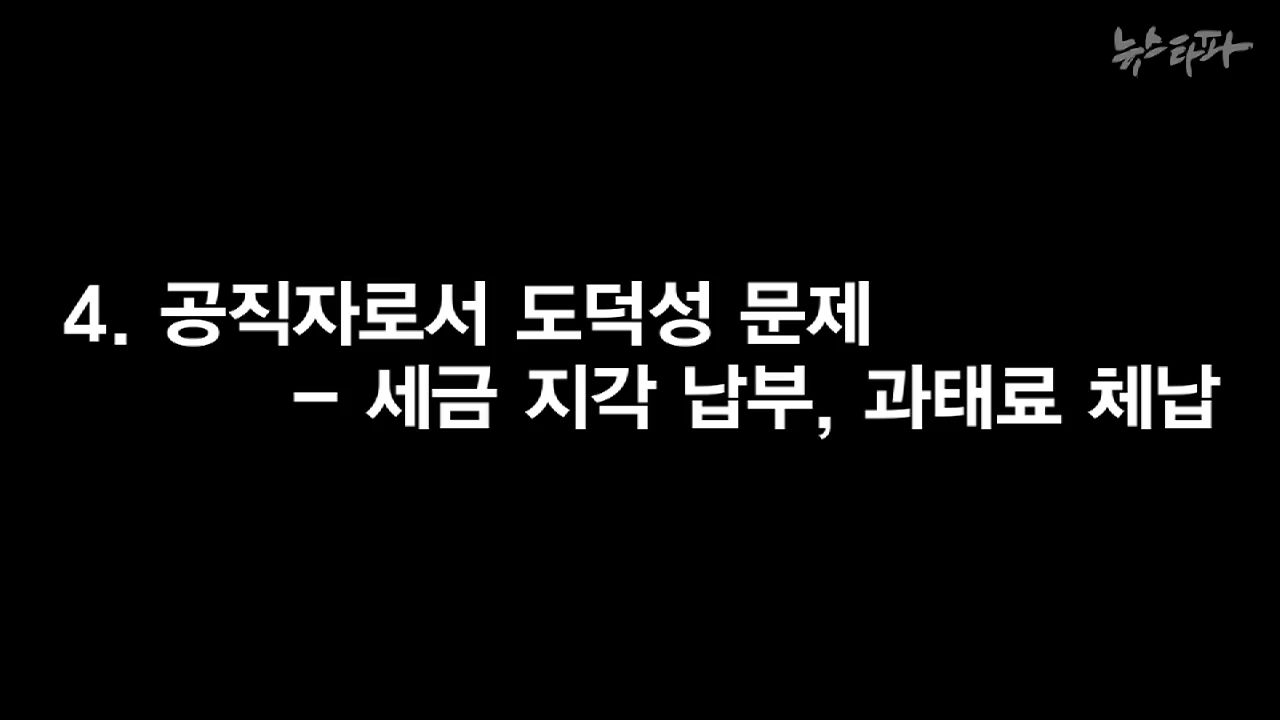 뉴스타파
4. 공직자로서 도덕성 문제
- 세금 지각 납부, 과태료 체납